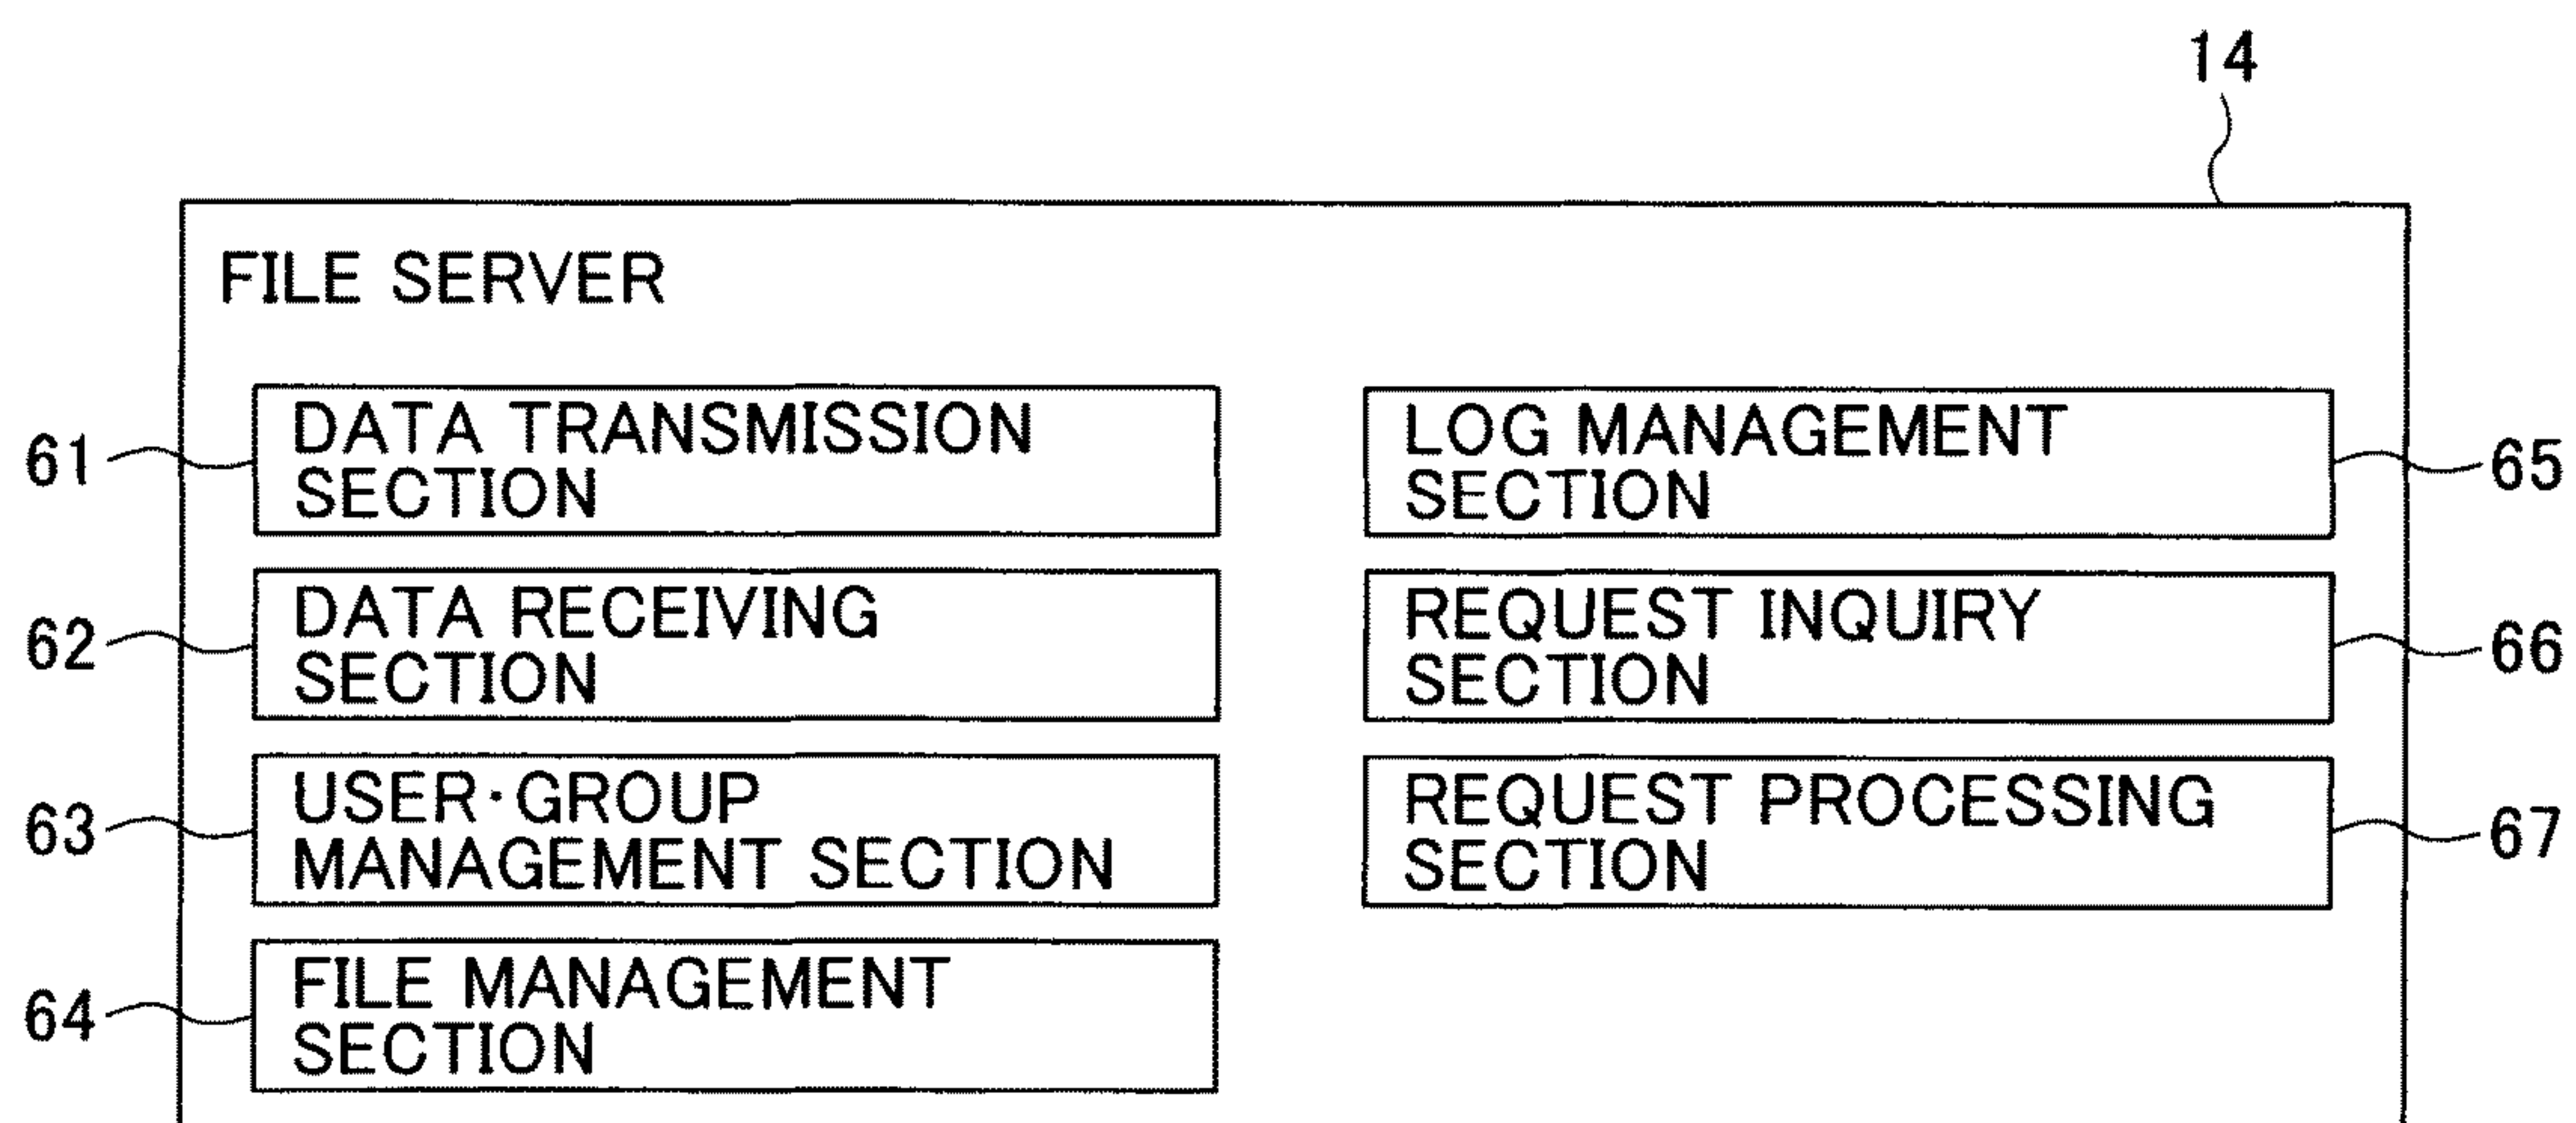 14
FILE SERVER
61
DATA TRANSMISSION
SECTION
62
DATA RECEIVING
SECTION
63
USER·GROUP
MANAGEMENT SECTION
64
FILE MANAGEMENT
SECTION
LOG MANAGEMENT
SECTION
65
REQUEST INQUIRY
SECTION
66
REQUEST PROCESSING
SECTION
67